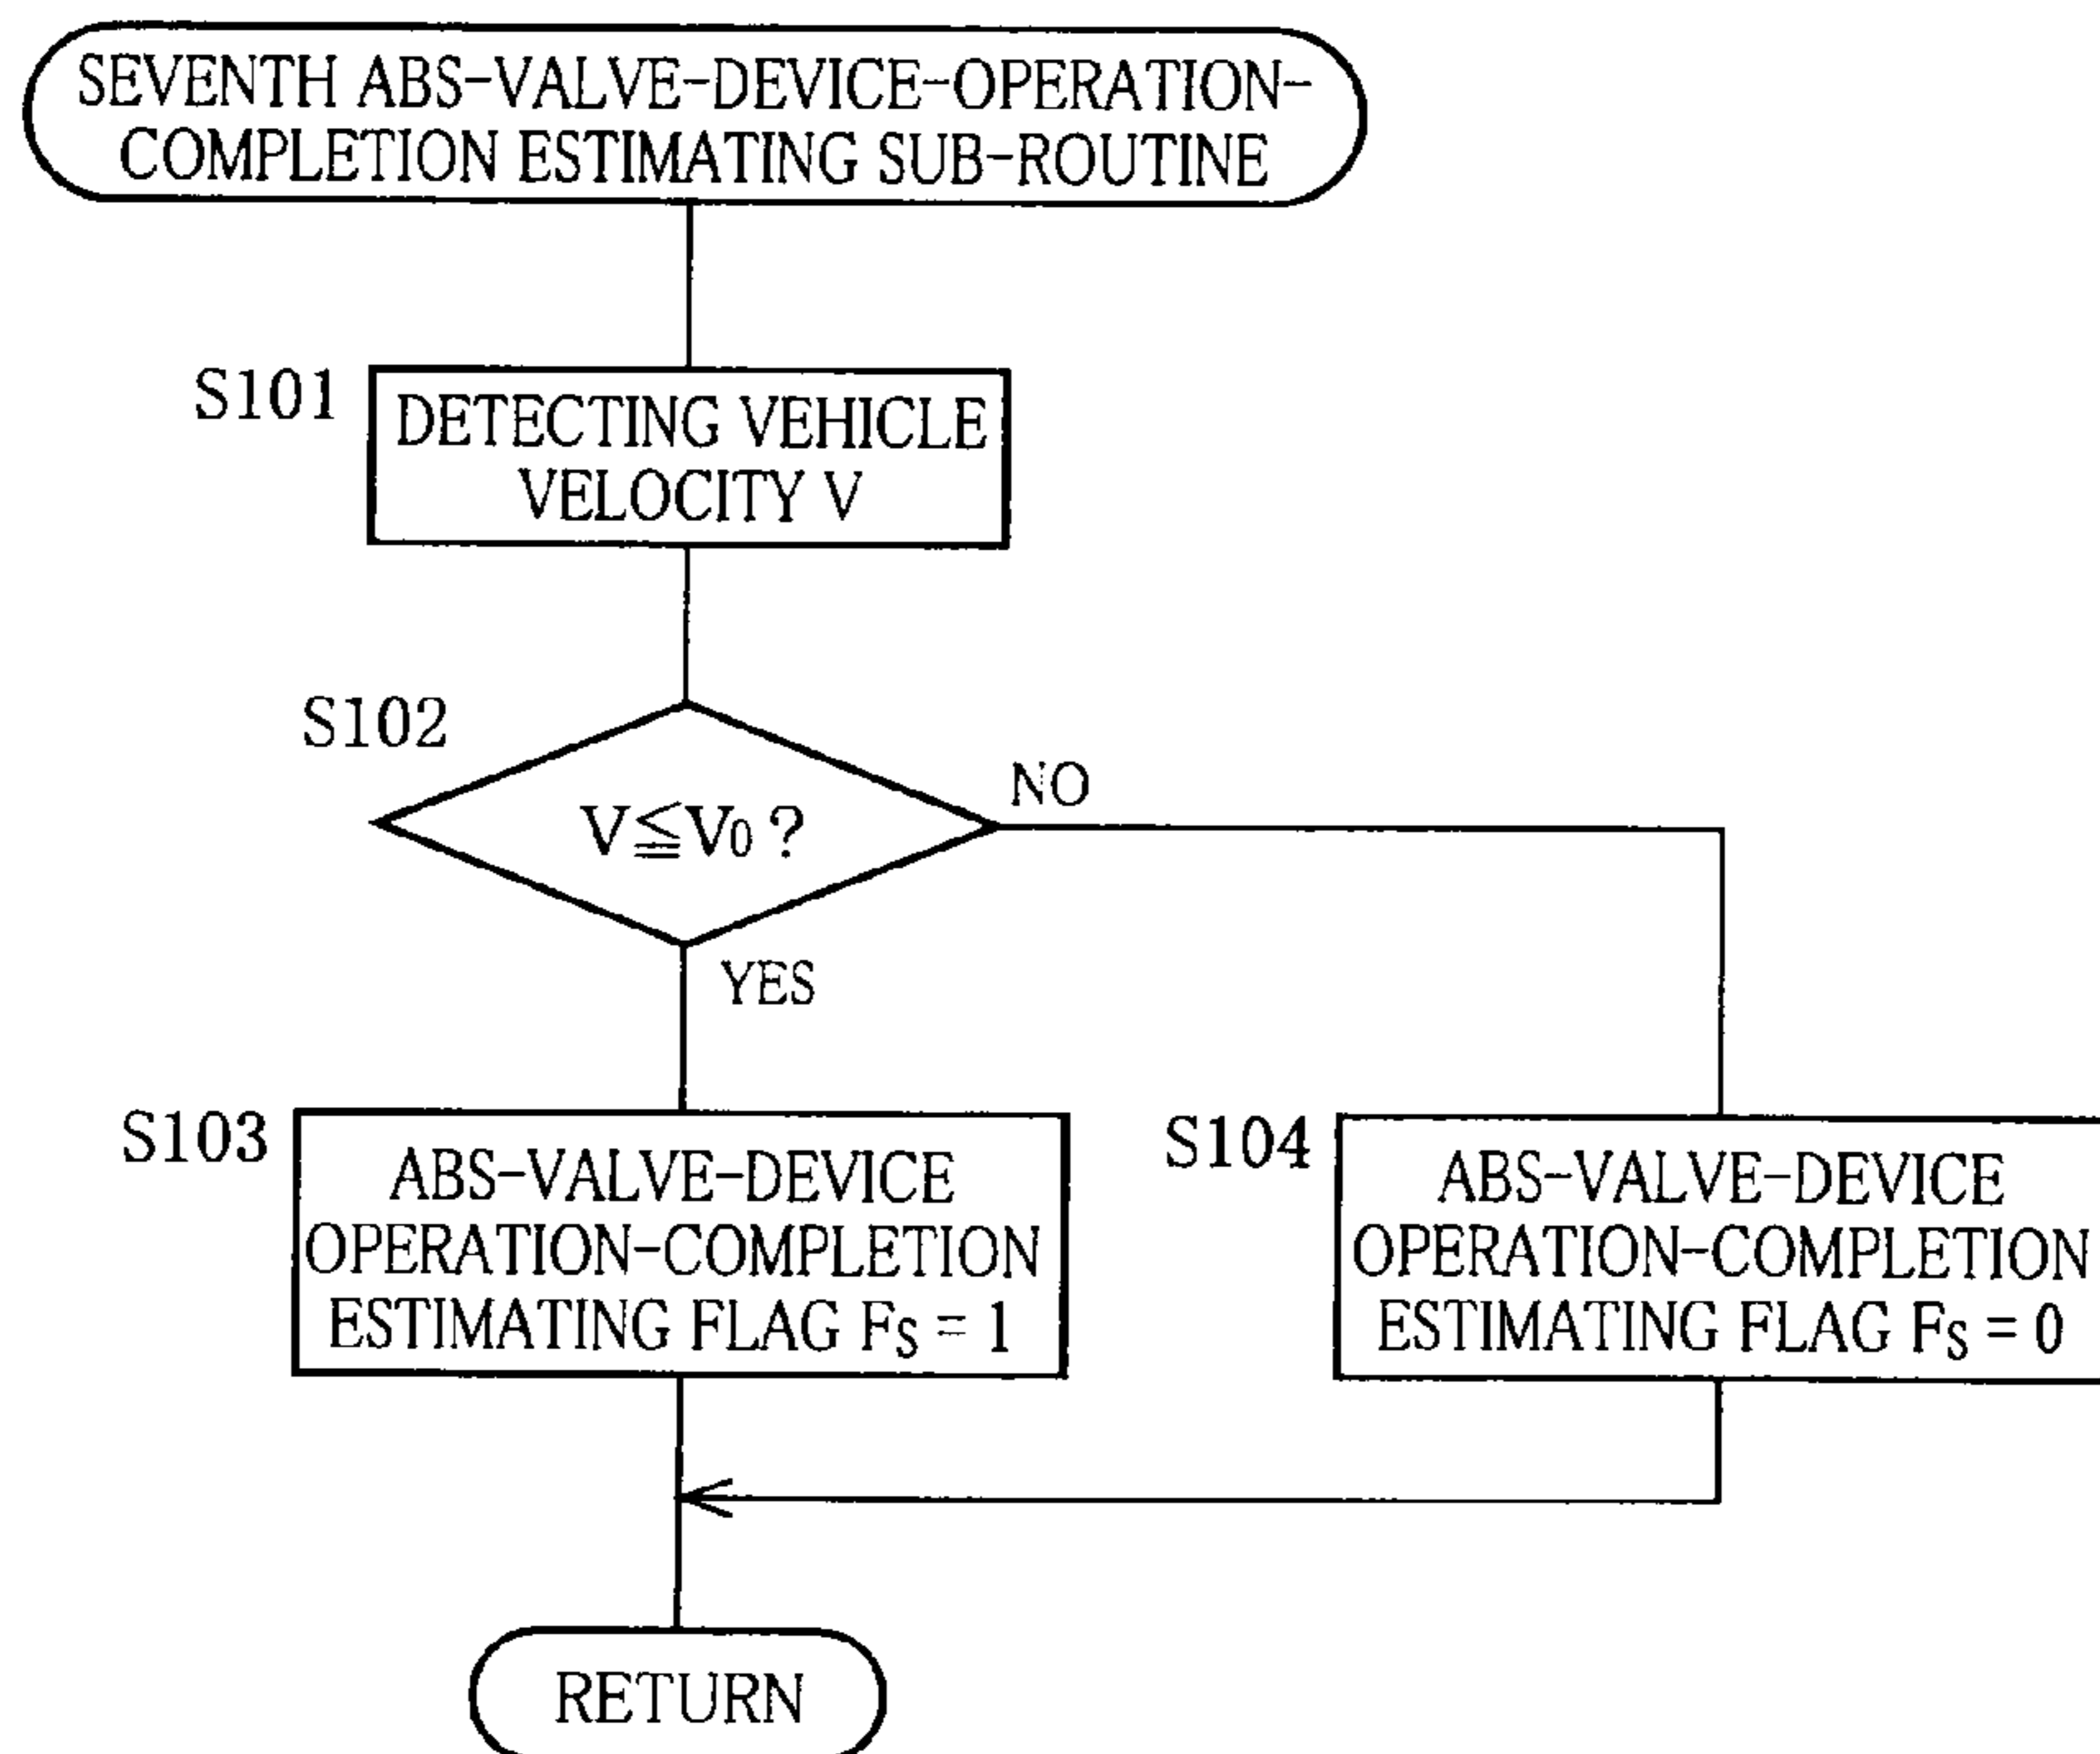 SEVENTH ABS-VALVE-DEVICE-OPERATION-
COMPLETION ESTIMATING SUB-ROUTINE
S101
DETECTING VEHICLE
VELOCITY V
S102
V≦V0 ?
NO
YES
S103
ABS-VALVE-DEVICE
OPERATION-COMPLETION
ESTIMATING FLAG FS = 1
S104
ABS-VALVE-DEVICE
OPERATION-COMPLETION
ESTIMATING FLAG FS = 0
RETURN